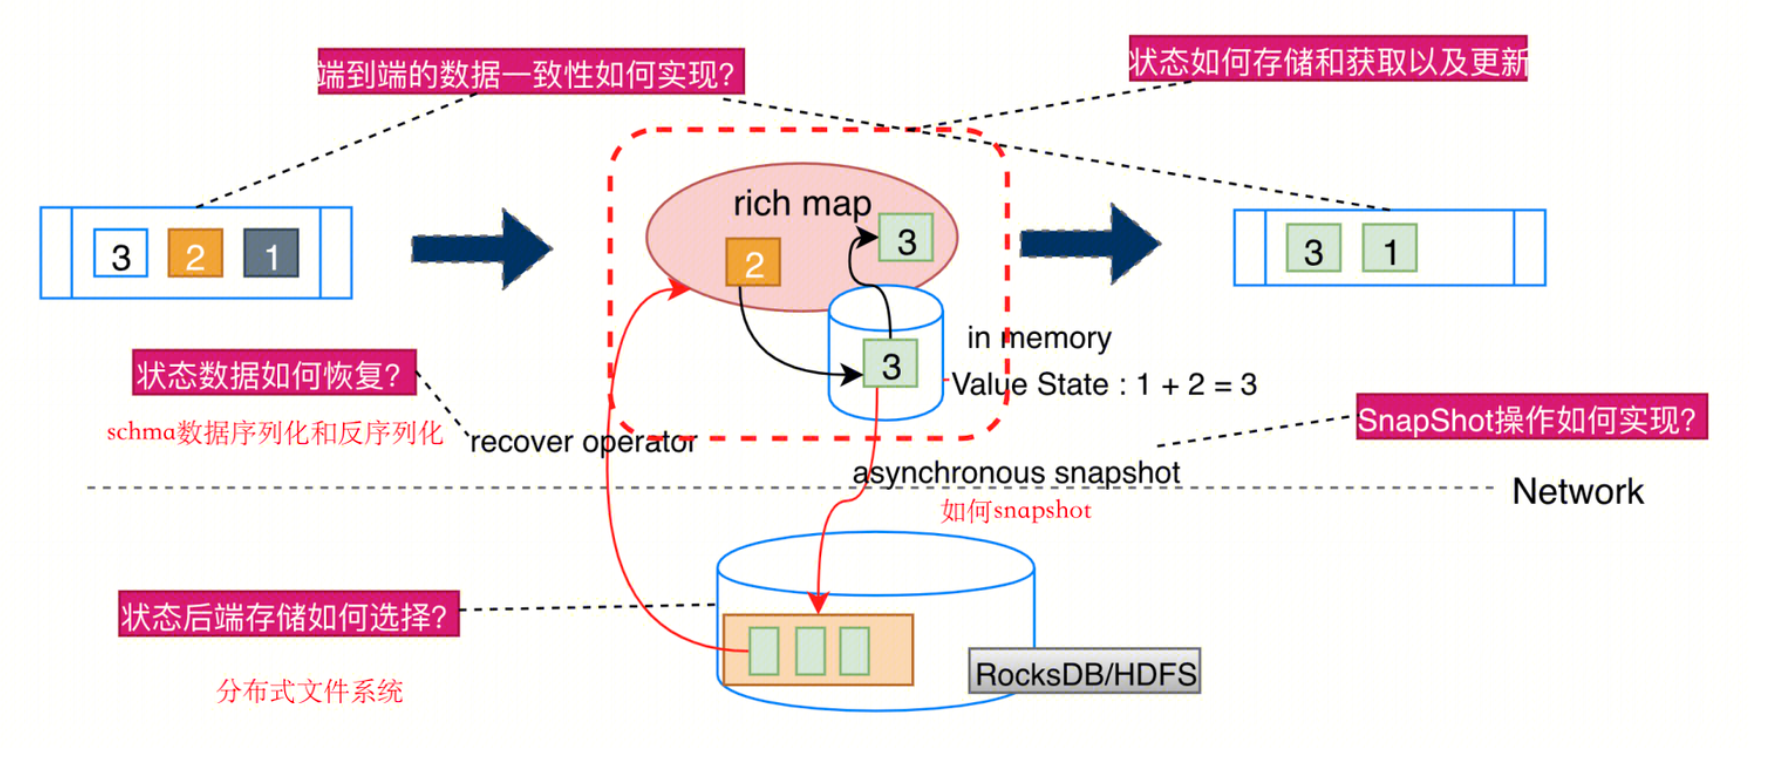 端到端的数据一致性如何实现?
状态如何存储和获取以及更新
rich map
3
2
1
2
3
3
1
3
in memory
Value State : 1 + 2 = 3
状态数据如何恢复?
schma数据序列化和反序列化
recover operator
SnapShot操作如何实现?
asynchronous snapshot
Network
如何snapshot
状态后端存储如何选择?
RocksDB/HDFS
分布式文件系统